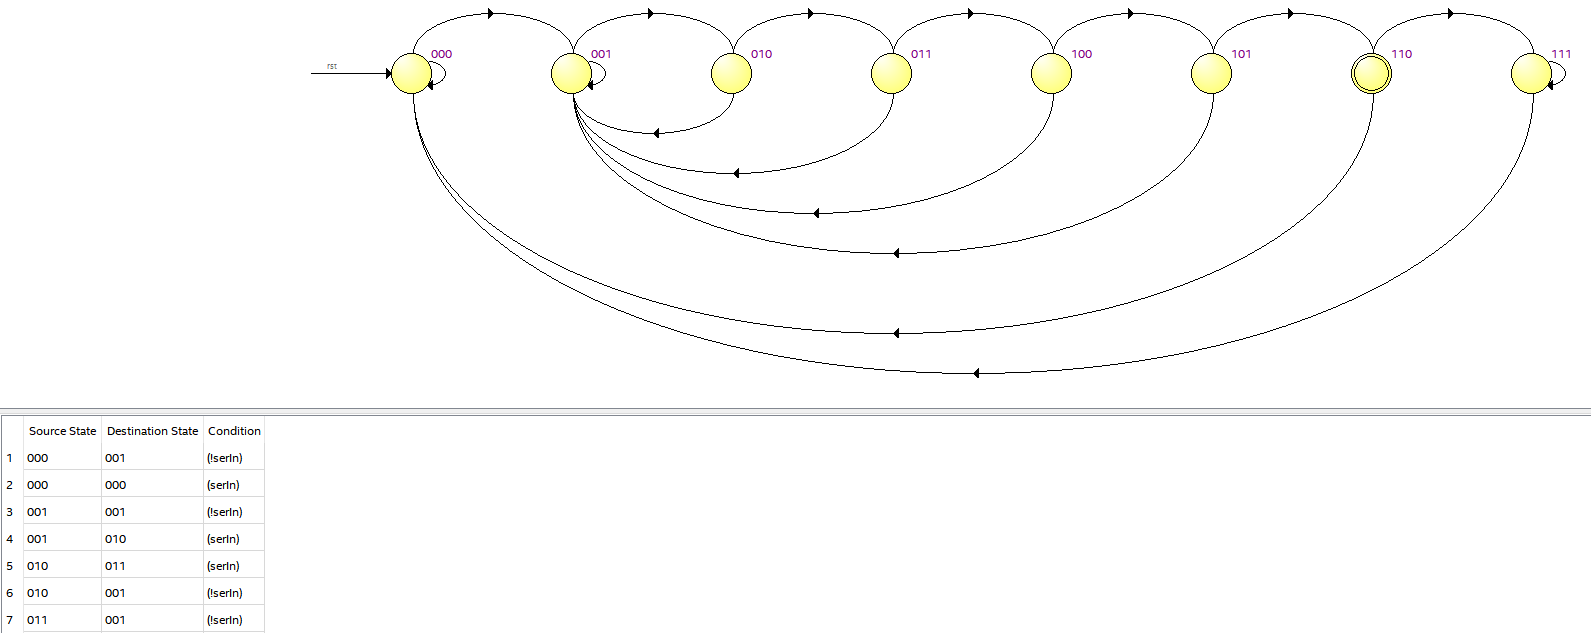 000 001 010 011 100 101 110 111
rst
Source State Destination State Condition
1 000 001 (!serIn)
2 000 000 (serIn)
3 001 001 (!serIn)
4 001 010 (serIn)
5 010 011 (serIn)
6 010 001 (!serIn)
7 011 001 (!serIn)